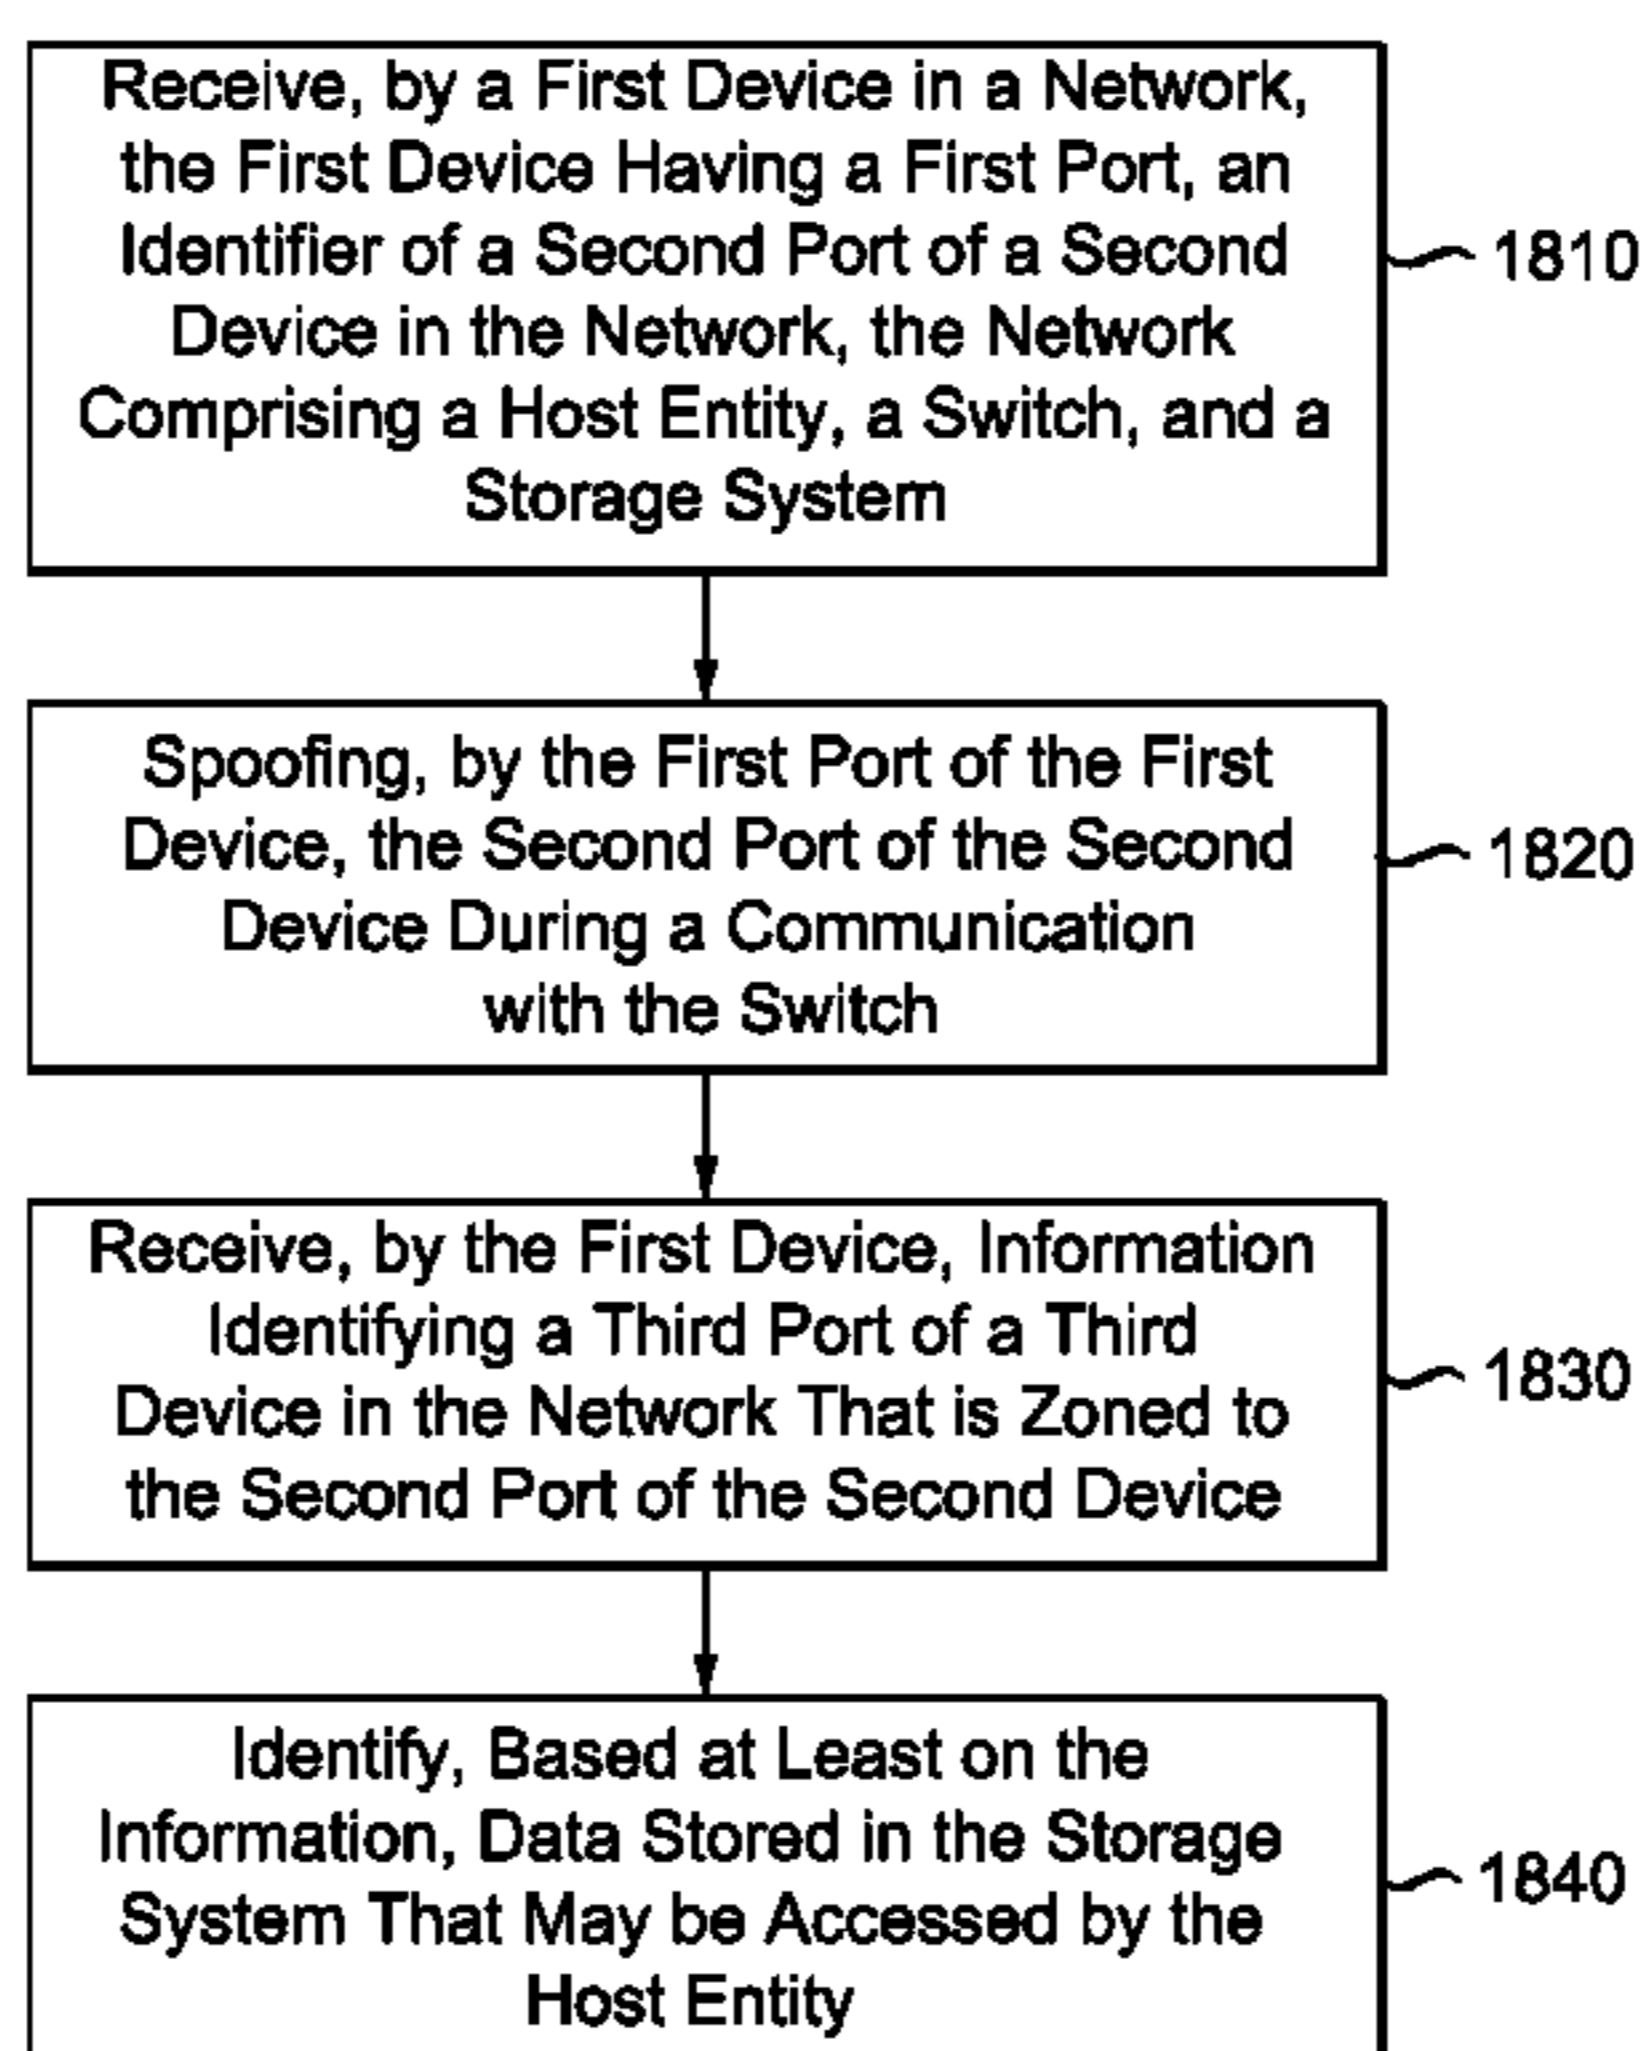 Receive, by a First Device in a Network,
the First Device Having a First Port, an
Identifier of a Second Port of a Second
Device in the Network, the Network
Comprising a Host Entity, a Switch, and a
Storage System
1810
Spoofing, by the First Port of the First
Device, the Second Port of the Second
Device During a Communication
with the Switch
1820
Receive, by the First Device, Information
Identifying a Third Port of a Third
Device in the Network That is Zoned to
the Second Port of the Second Device
1830
Identify, Based at Least on the
Information, Data Stored in the Storage
System That May be Accessed by the
Host Entity
1840